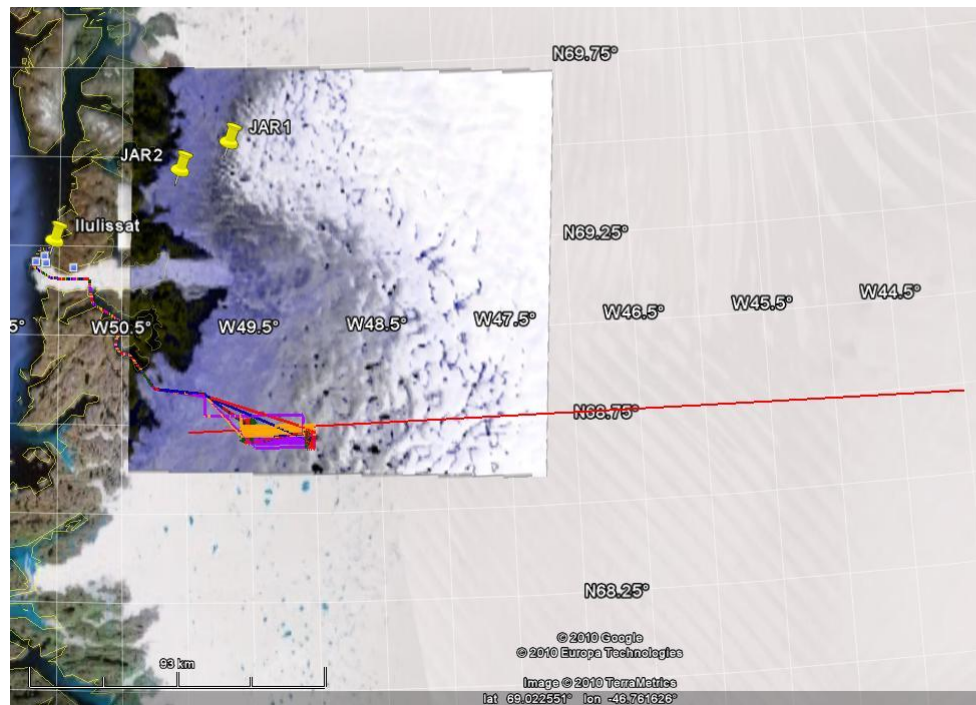 N69.75°
JAR1
JAR2
Ilulissat
N69.25°
5°
W50.5°
W49.5°
W48.5°
W47.5°
W46.5°
W45.5°
W44.5°
N68.75°
N68.25°
© 2010 Google
© 2010 Europa Technologies
93 km
Image © 2010 TerraMetrics
lat 69.022551° lon -46.761626°